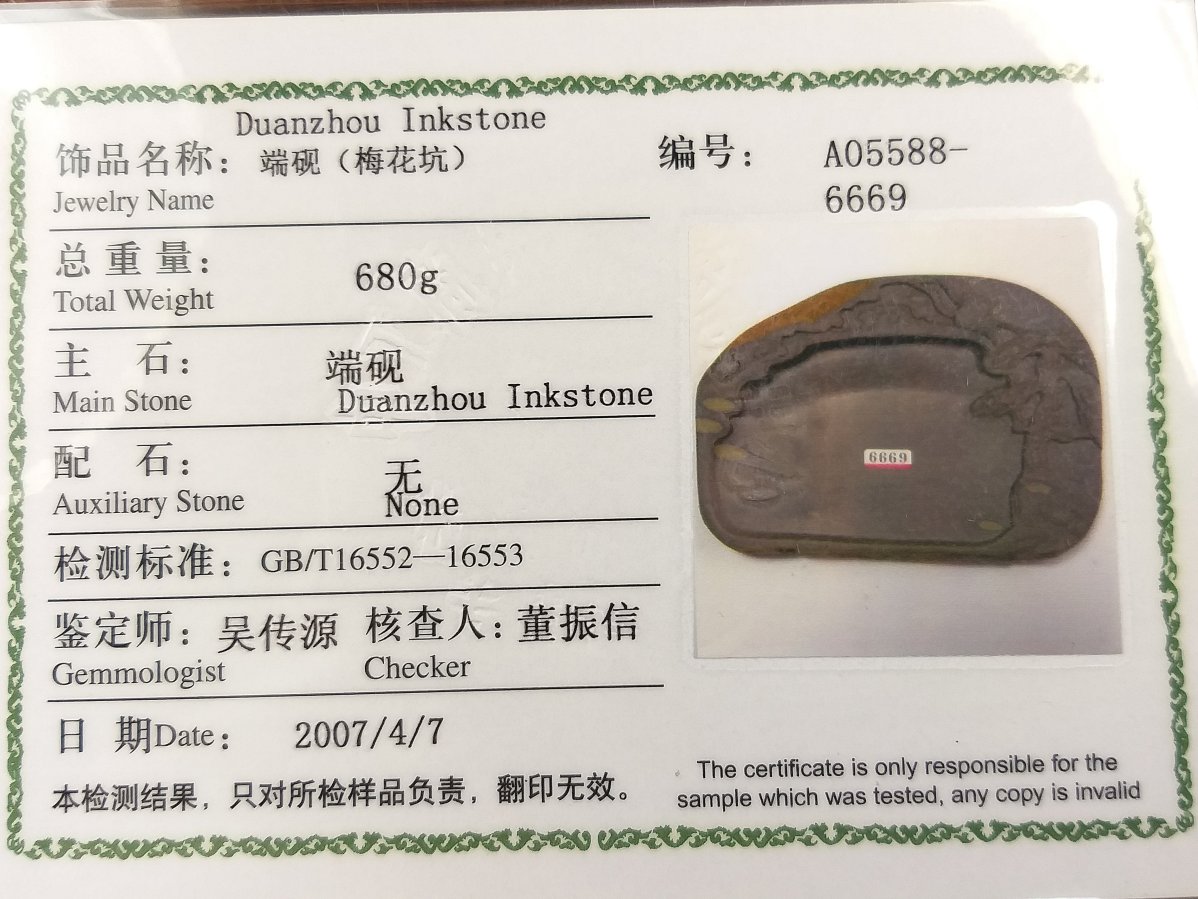 Duanzhou Inkstone
饰品名称：端砚（梅花坑）
Jewelry Name
编号：A05588-
6669
总重量：680g
Total Weight
主石：端砚
Main Stone Duanzhou Inkstone
配石：无
Auxiliary Stone None
检测标准：GB/T16552—16553
鉴定师：吴传源 核查人：董振信
Gemmologist Checker
日期Date：2007/4/7
本检测结果，只对所检样品负责，翻印无效。
6669
The certificate is only responsible for the
sample which was tested, any copy is invalid